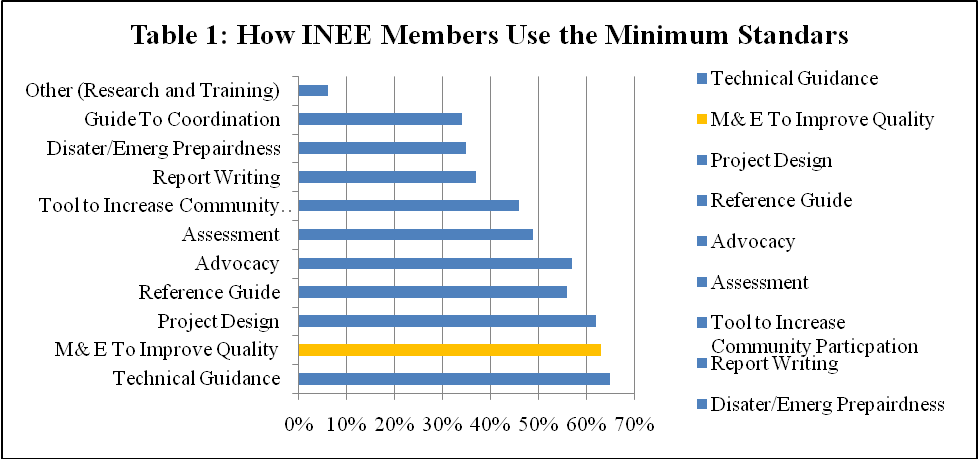 Table 1: How INEE Members Use the Minimum Standars
Other (Research and Training)
Guide To Coordination
Disater/Emerg Prepairdness
Report Writing
Tool to Increase Community..
Assessment
Advocacy
Reference Guide
Project Design
M& E To Improve Quality
Technical Guidance
0% 10% 20% 30% 40% 50% 60% 70%
Technical Guidance
M& E To Improve Quality
Project Design
Reference Guide
Advocacy
Assessment
Tool to Increase
Community Particpation
Report Writing
Disater/Emerg Prepairdness